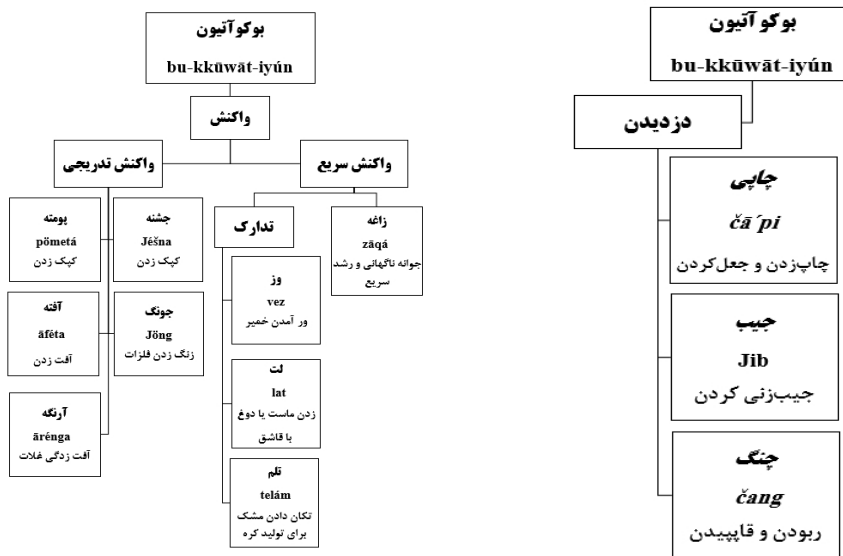 بوکوآتیون
bu-kkūwāt-iyún
واکنش
واکنش تدریجی
واکنش سریع
پومته
pömetá
کپک زدن
جشنه
Jéšna
کپک زدن
آفته
āféta
آفت زدن
جونگ
Jöng
زنگ زدن فلزات
آرنگه
ārénga
آفت زدگی غلات
تدارک
زاغه
zāqá
جوانه ناگهانی و رشد
سریع
وز
vez
ور آمدن خمیر
لت
lat
زدن ماست یا دوغ
با قاشق
تلم
telám
تکان دادن مشک
برای تولید کره
بوکوآتیون
bu-kkūwāt-iyún
دزدیدن
چاپی
čā´pi
چاپ‌زدن و جعل‌کردن
جیب
Jib
جیب‌زنی کردن
چنگ
čang
ربودن و قاپیدن